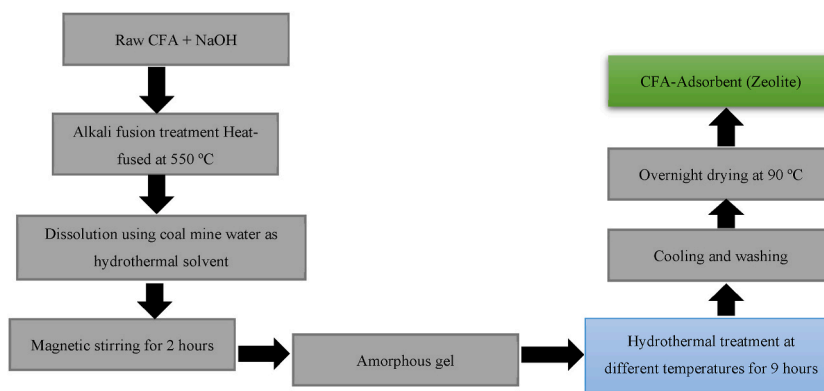 Raw CFA + NaOH
Alkali fusion treatment Heat-
fused at 550 ºC
Dissolution using coal mine water as
hydrothermal solvent
Magnetic stirring for 2 hours
Amorphous gel
Hydrothermal treatment at
different temperatures for 9 hours
Cooling and washing
Overnight drying at 90 ºC
CFA-Adsorbent (Zeolite)